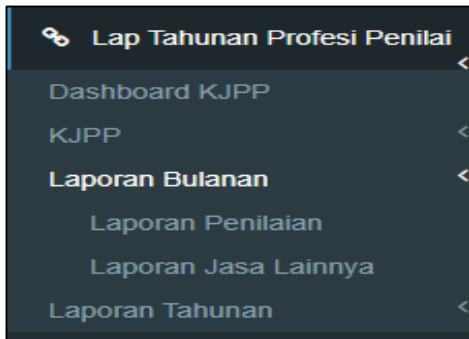 Lap Tahunan Profesi Penilai
Dashboard KJPP
KJPP
Laporan Bulanan
Laporan Penilaian
Laporan Jasa Lainnya
Laporan Tahunan